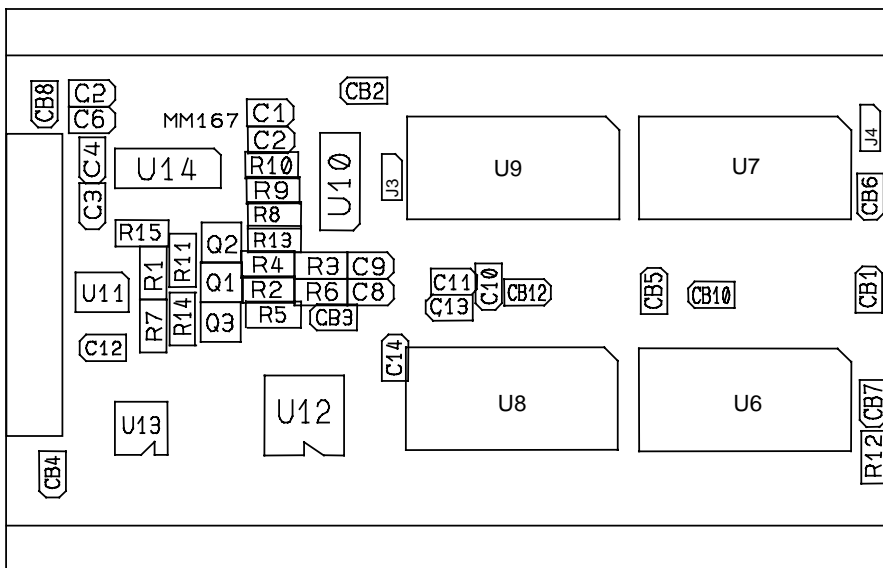 CB8
C2
C6
MM167
C1
CB2
C2
C4
U14
R10
U10
J3
U9
U7
J4
R9
C3
R8
CB6
R15
R11
Q2
R13
R1
R4
R3
C9
U11
Q1
R2
R6
C8
C11
C10
CB12
C13
CB5
CB10
CB1
R7
R14
Q3
R5
CB3
C12
C14
U13
U12
U8
U6
CB7
CB4
R12